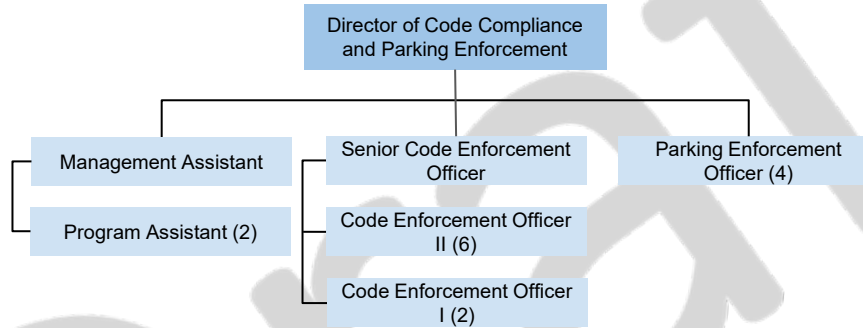 Director of Code Compliance
and Parking Enforcement
Management Assistant
Senior Code Enforcement
Officer
Parking Enforcement
Officer (4)
Program Assistant (2)
Code Enforcement Officer
II (6)
Code Enforcement Officer
I (2)